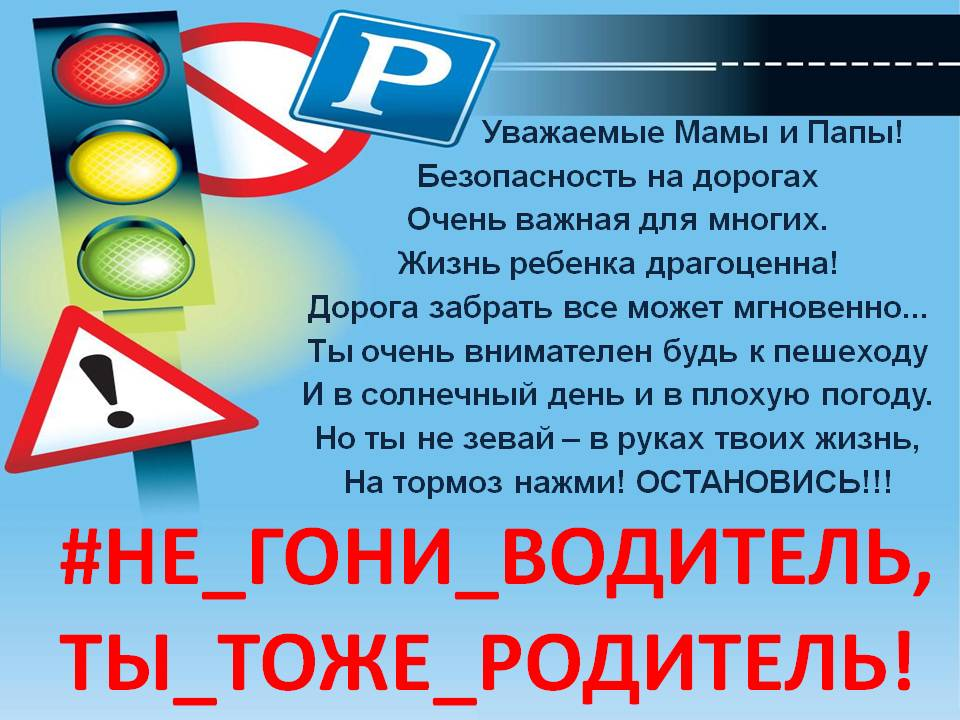 P
Уважаемые Мамы и Папы!
Безопасность на дорогах
Очень важная для многих.
Жизнь ребенка драгоценна!
Дорога забрать все может мгновенно...
Ты очень внимателен будь к пешеходу
И в солнечный день и в плохую погоду.
Но ты не зевай – в руках твоих жизнь,
На тормоз нажми! ОСТАНОВИСЬ!!!
#НЕ_ГОНИ_ВОДИТЕЛЬ,
ТЫ_ТОЖЕ_РОДИТЕЛЬ!